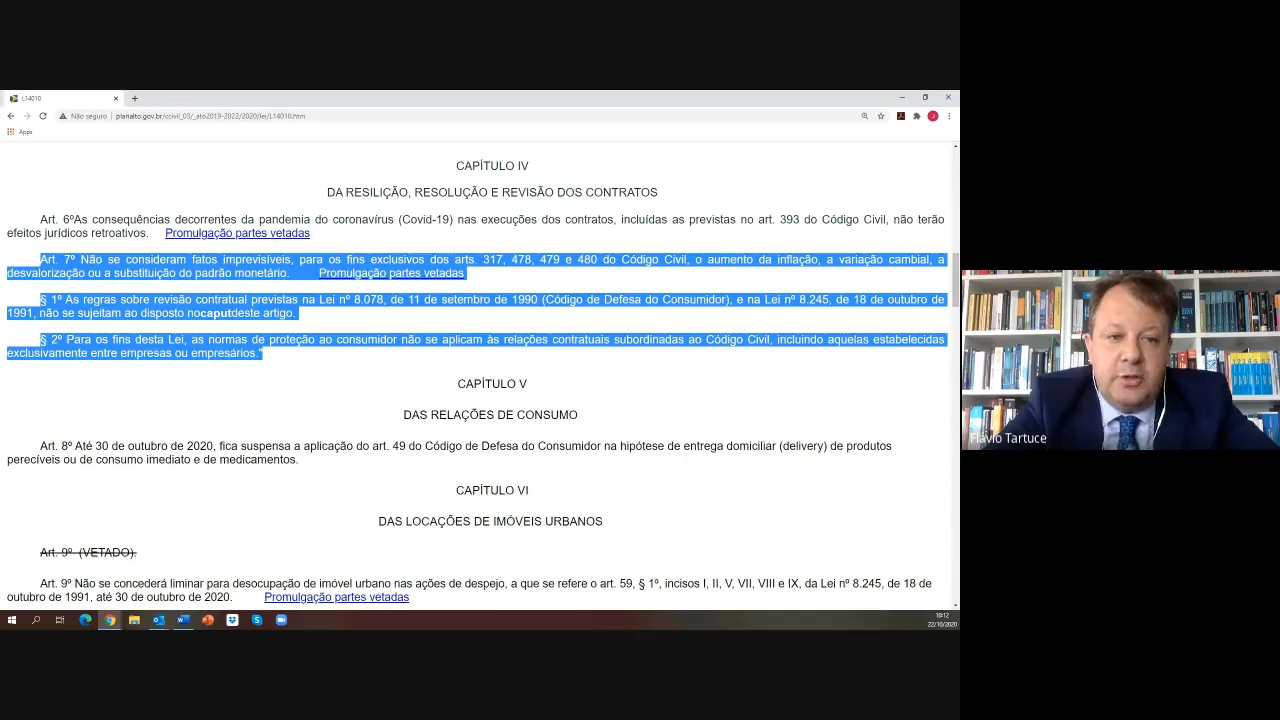 L14010
Não seguro | planalto.gov.br/ccivil_03/_ato2019-2022/2020/lei/L14010.htm
Apps
CAPÍTULO IV
DA RESILIÇÃO, RESOLUÇÃO E REVISÃO DOS CONTRATOS
Art. 6ºAs consequências decorrentes da pandemia do coronavírus (Covid-19) nas execuções dos contratos, incluídas as previstas no art. 393 do Código Civil, não terão
efeitos jurídicos retroativos. Promulgação partes vetadas
Art. 7º Não se consideram fatos imprevisíveis, para os fins exclusivos dos arts. 317, 478, 479 e 480 do Código Civil, o aumento da inflação, a variação cambial, a
desvalorização ou a substituição do padrão monetário. Promulgação partes vetadas
§ 1º As regras sobre revisão contratual previstas na Lei nº 8.078, de 11 de setembro de 1990 (Código de Defesa do Consumidor), e na Lei nº 8.245, de 18 de outubro de
1991, não se sujeitam ao disposto nocaputdeste artigo.
§ 2º Para os fins desta Lei, as normas de proteção ao consumidor não se aplicam às relações contratuais subordinadas ao Código Civil, incluindo aquelas estabelecidas
exclusivamente entre empresas ou empresários."
CAPÍTULO V
DAS RELAÇÕES DE CONSUMO
Art. 8º Até 30 de outubro de 2020, fica suspensa a aplicação do art. 49 do Código de Defesa do Consumidor na hipótese de entrega domiciliar (delivery) de produtos
perecíveis ou de consumo imediato e de medicamentos.
CAPÍTULO VI
DAS LOCAÇÕES DE IMÓVEIS URBANOS
Art. 9º (VETADO).
Art. 9º Não se concederá liminar para desocupação de imóvel urbano nas ações de despejo, a que se refere o art. 59, § 1º, incisos I, II, V, VII, VIII e IX, da Lei nº 8.245, de 18 de
outubro de 1991, até 30 de outubro de 2020. Promulgação partes vetadas
10:12
22/10/2020
Flávio Tartuce